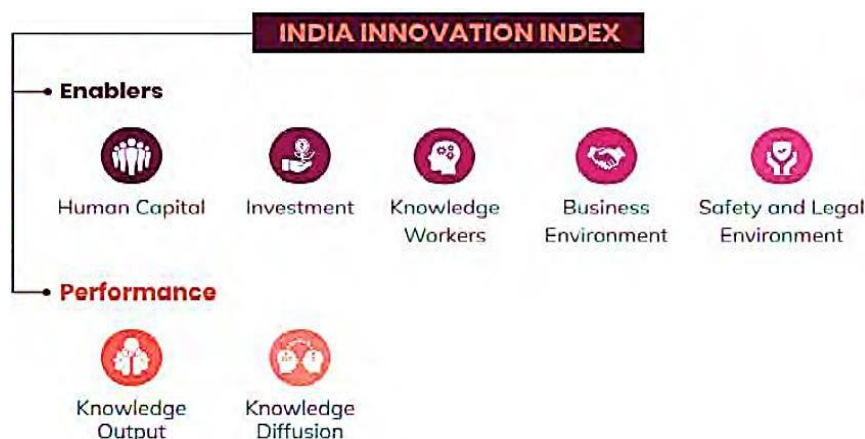 INDIA INNOVATION INDEX
Enablers
Human Capital
Investment
Knowledge
Workers
Business
Environment
Safety and Legal
Environment
Performance
Knowledge
Output
Knowledge
Diffusion